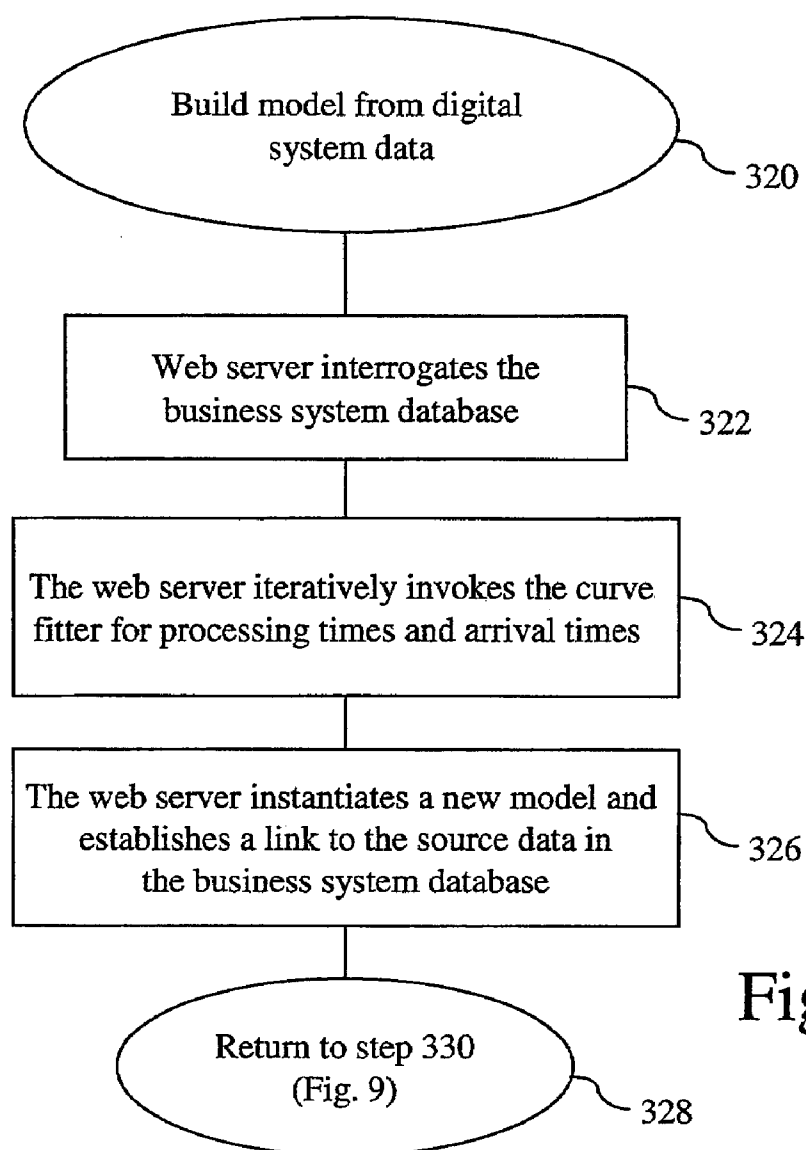 Build model from digital
system data
320
Web server interrogates the
business system database
322
The web server iteratively invokes the curve
fitter for processing times and arrival times
324
The web server instantiates a new model and
establishes a link to the source data in
the business system database
326
Return to step 330
(Fig. 9)
328
Fig